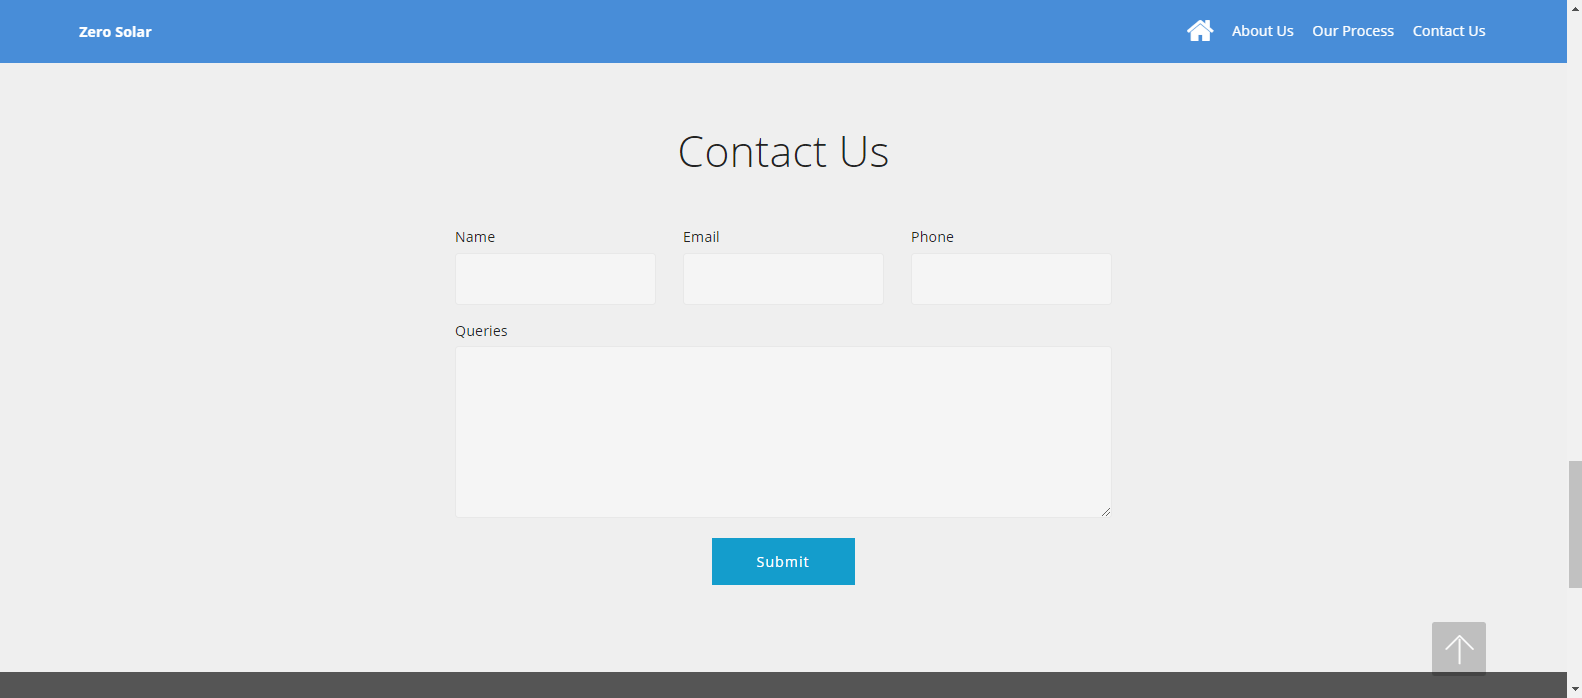 Zero Solar
About Us Our Process Contact Us
Contact Us
Name Email Phone
Queries
Submit